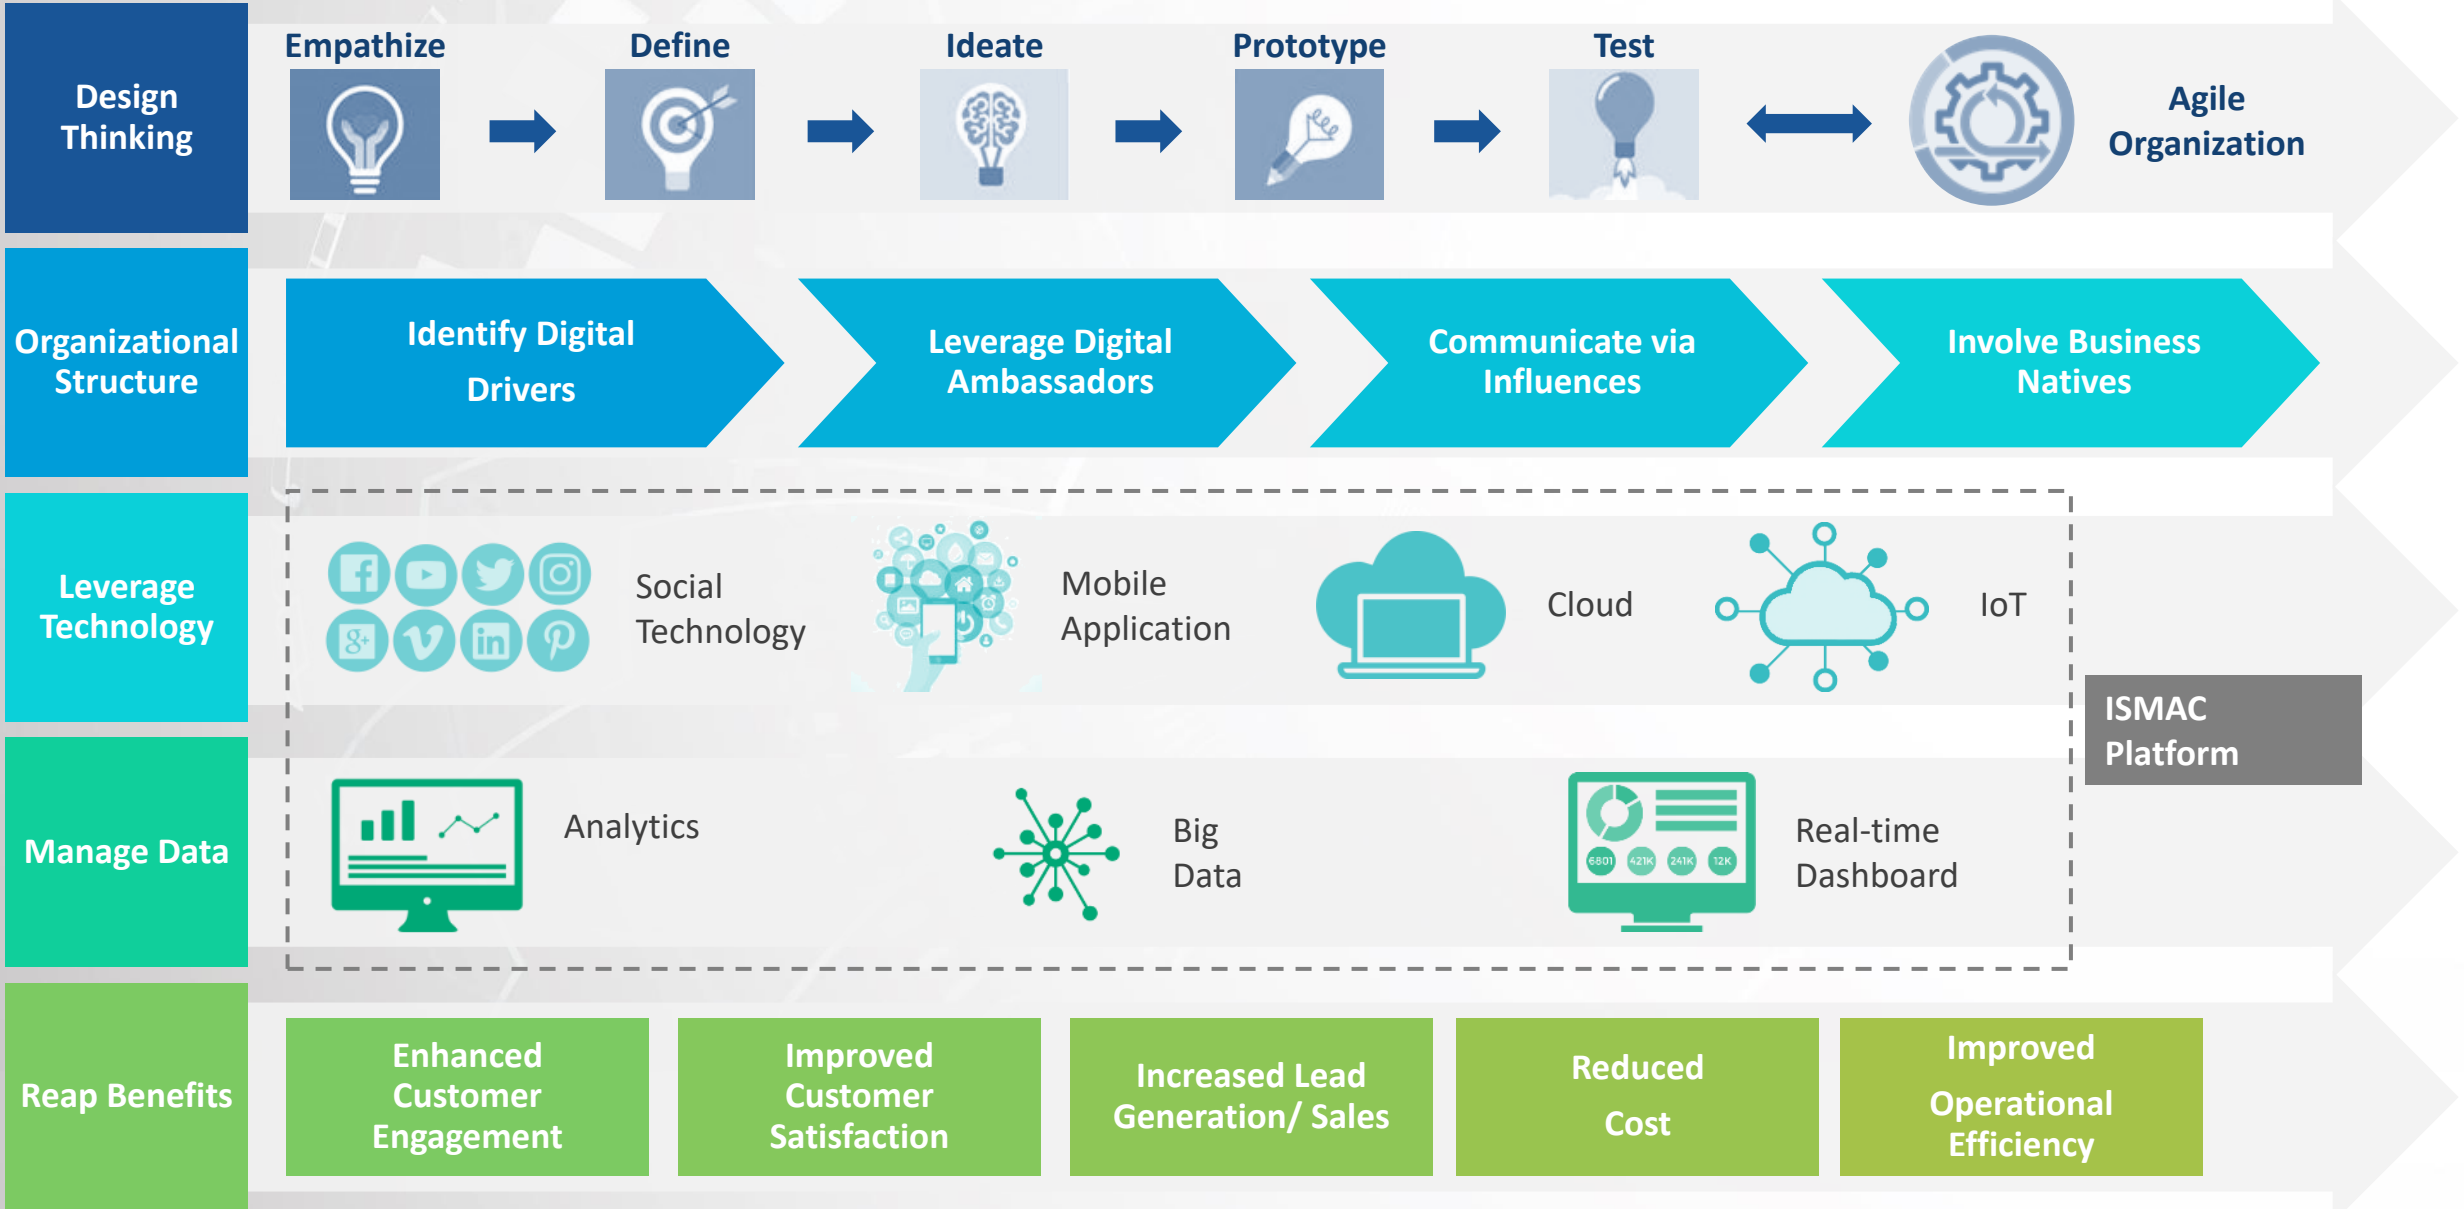 Design
Thinking
Empathize
Define
Ideate
Prototype
Test
Agile
Organization
Organizational
Structure
Identify Digital
Drivers
Leverage Digital
Ambassadors
Communicate via
Influences
Involve Business
Natives
Leverage
Technology
Social
Technology
Mobile
Application
Cloud
IoT
ISMAC
Platform
Manage Data
Analytics
Big
Data
Real-time
Dashboard
6801 421K 241K 12K
Reap Benefits
Enhanced
Customer
Engagement
Improved
Customer
Satisfaction
Increased Lead
Generation/ Sales
Reduced
Cost
Improved
Operational
Efficiency